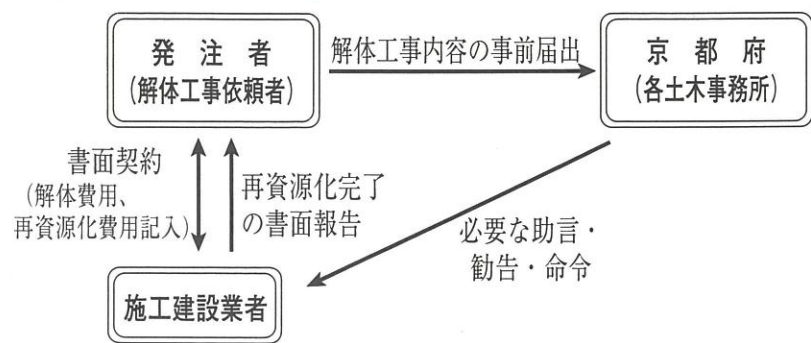 発注者
（解体工事依頼者）
解体工事内容の事前届出
京都府
（各土木事務所）
書面契約
（解体費用、
再資源化費用記入）
再資源化完了
の書面報告
必要な助言・
勧告・命令
施工建設業者